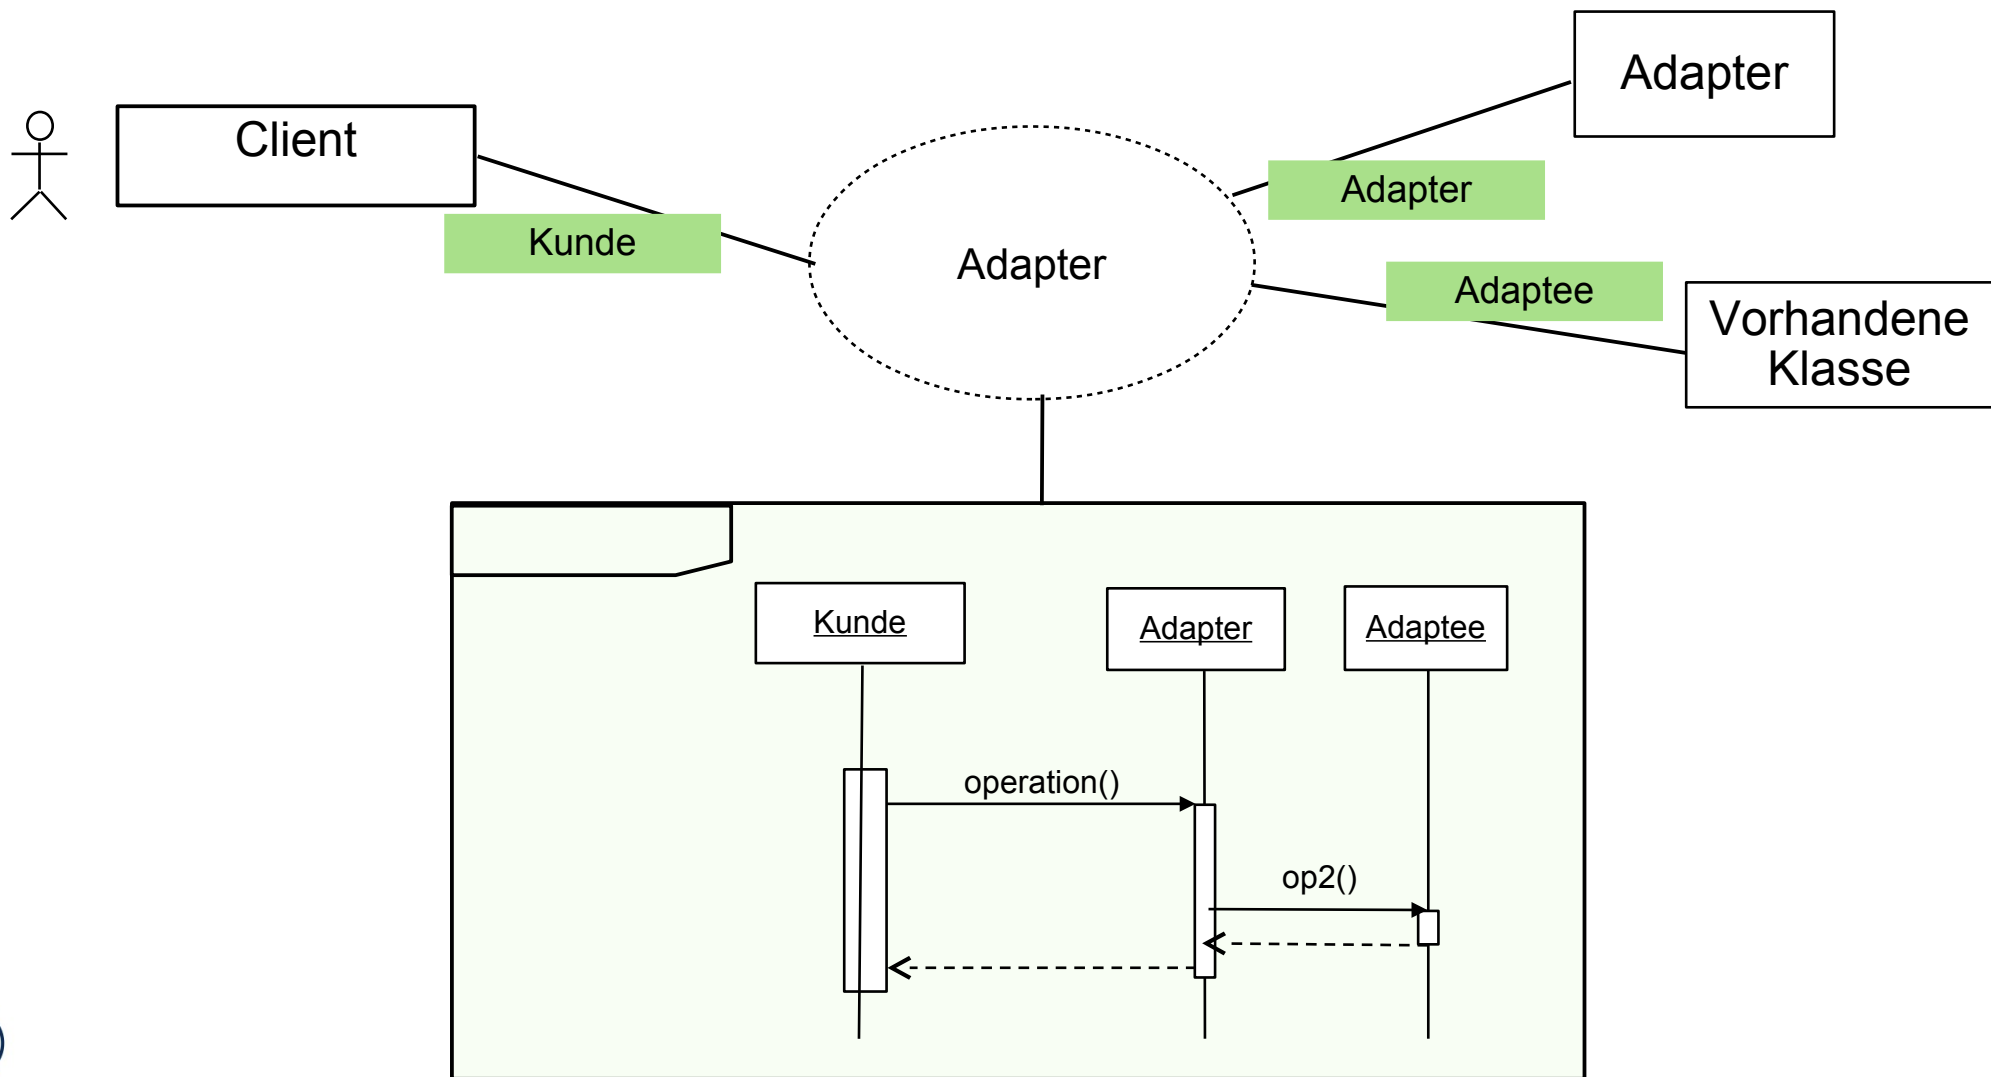 Adapter
Client
Adapter
Kunde
Adapter
Adaptee
Vorhandene
Klasse
Kunde
Adapter
Adaptee
operation()
op2()